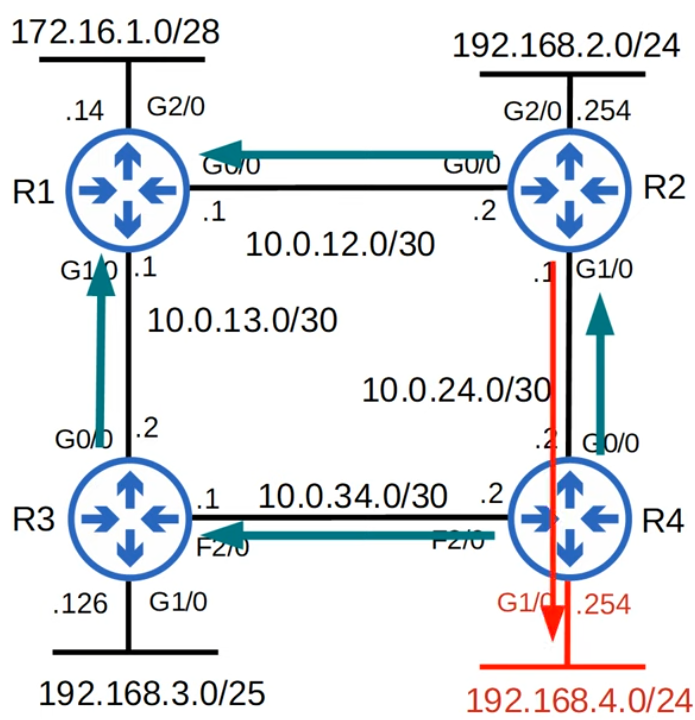 172.16.1.0/28
192.168.2.0/24
.14
G2/0
G2/0
.254
R1
G0/0
G0/0
R2
.1
.2
10.0.12.0/30
G1/0
.1
.1
G1/0
10.0.13.0/30
10.0.24.0/30
G0/0
.2
.2
G0/0
R3
.1
10.0.34.0/30
.2
R4
F2/0
F2/0
.126
G1/0
G1/0
.254
192.168.3.0/25
192.168.4.0/24